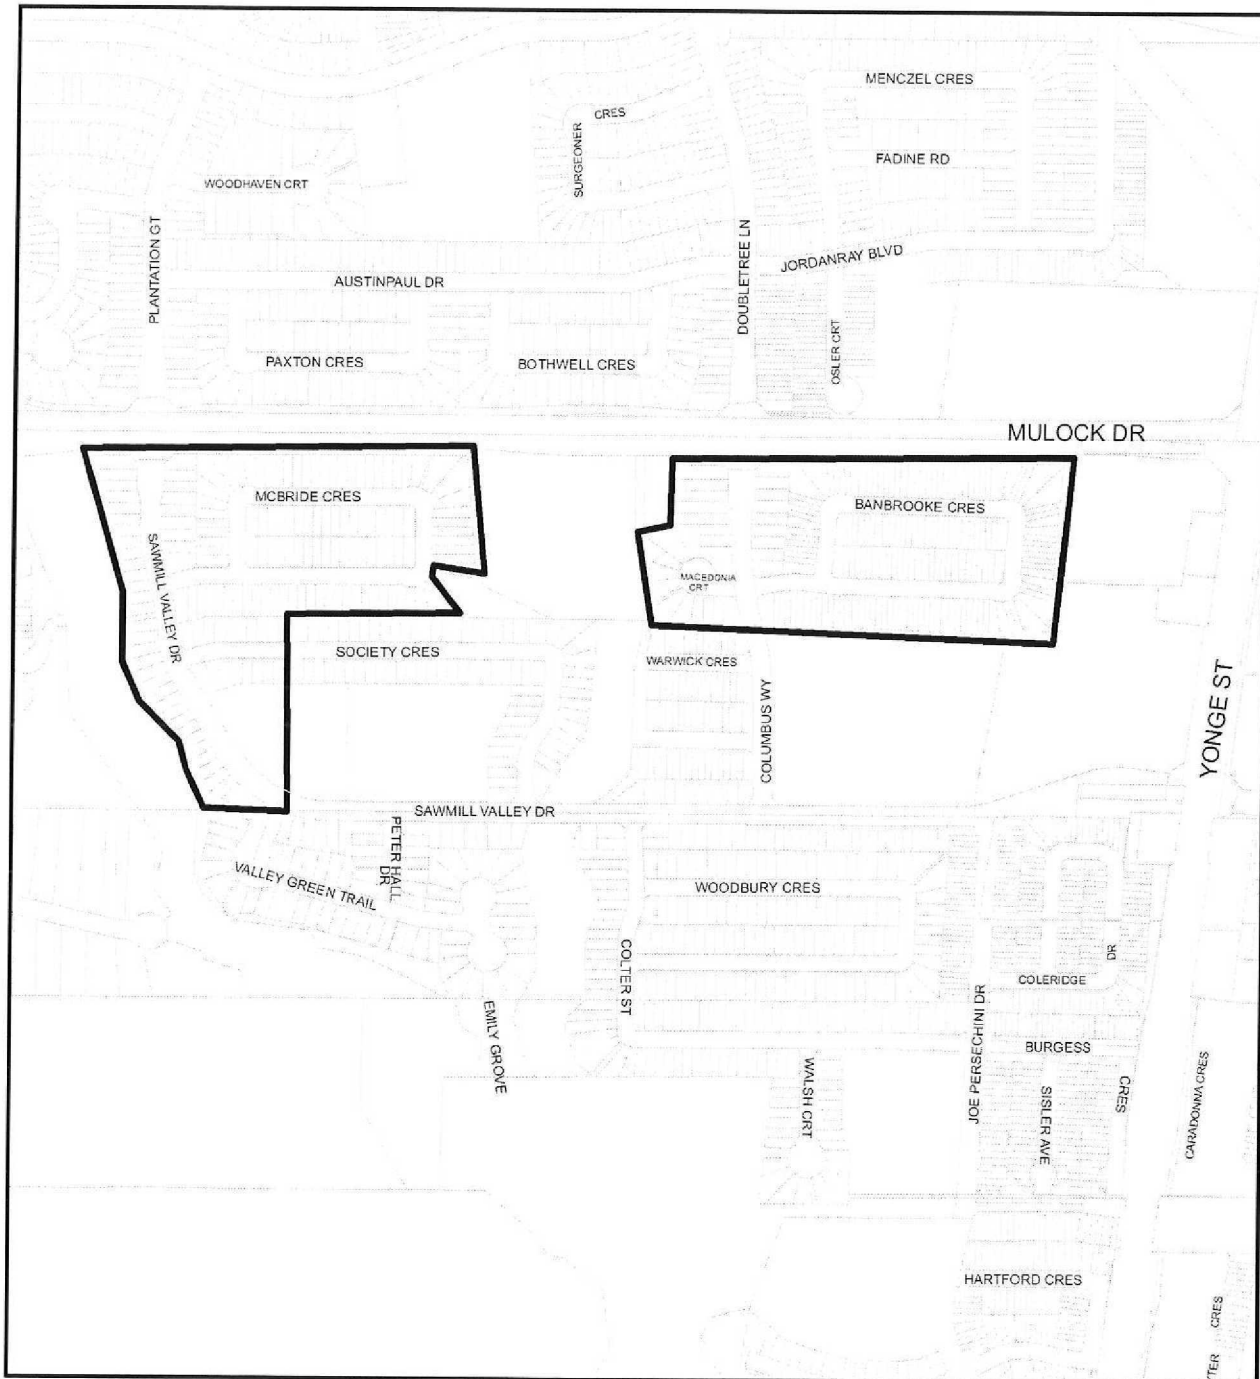 MENCZEL CRES
CRES
SURGEONER
FADINE RD
WOODHAVEN CRT
PLANTATION GT
DOUBLETREE LN
JORDANRAY BLVD
AUSTINPAUL DR
OSLER CRT
PAXTON CRES
BOTHWELL CRES
MULOCK DR
MCBRIDE CRES
BANBROOKE CRES
SAWMILL VALLEY DR
MACEDONIA
CRT
SOCIETY CRES
WARWICK CRES
COLUMBUS WY
YONGE ST
SAWMILL VALLEY DR
PETER HALL
DR
VALLEY GREEN TRAIL
WOODBURY CRES
COLTER ST
DR
COLERIDGE
EMILY GROVE
JOE PERSECHINI DR
BURGESS
CRES
WALSH CRT
SISLER AVE
CARADONNA CRES
HARTFORD CRES
CRES
TER